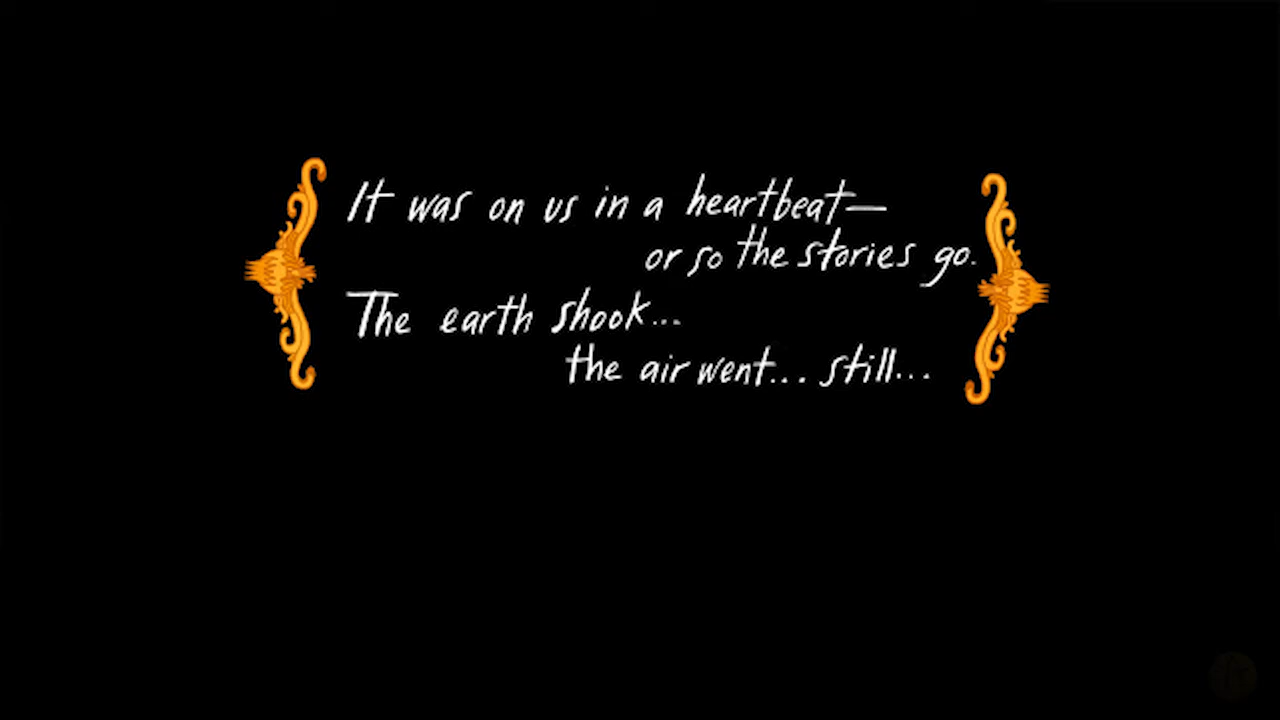 It was on us in a heartbeat—
or so the stories go.
The earth shook...
the air went... still...